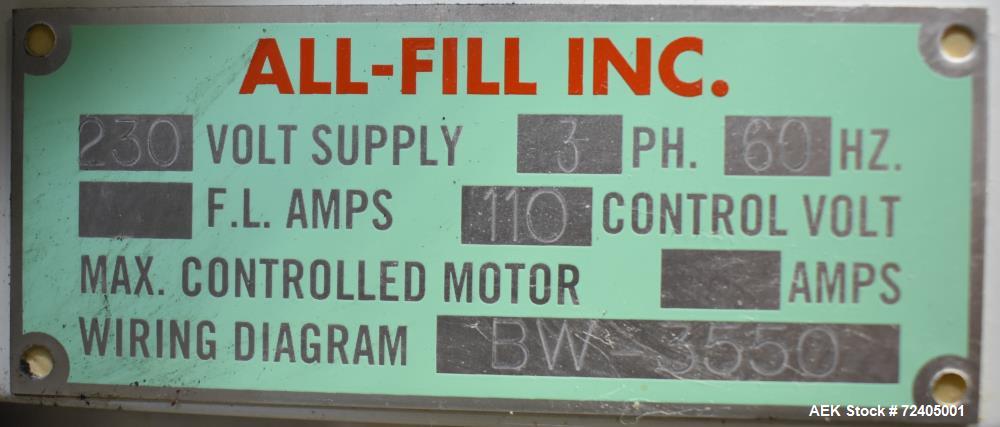 ALL-FILL INC.
230 VOLT SUPPLY 3 PH. 60 HZ.
F.L. AMPS 110 CONTROL VOLT
MAX. CONTROLLED MOTOR AMPS
WIRING DIAGRAM BW-3550
AEK Stock # 72405001